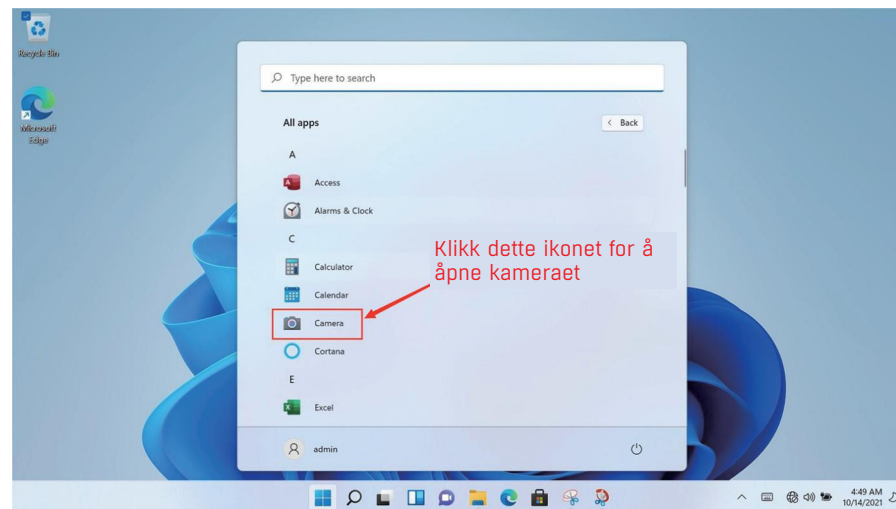 Recycle Bin
Microsoft
Edge
Type here to search
All apps
< Back
A
Access
Alarms & Clock
C
Calculator
Calendar
Camera
Cortana
E
Excel
Klikk dette ikonet for å
åpne kameraet
admin
4:49 AM
10/14/2021